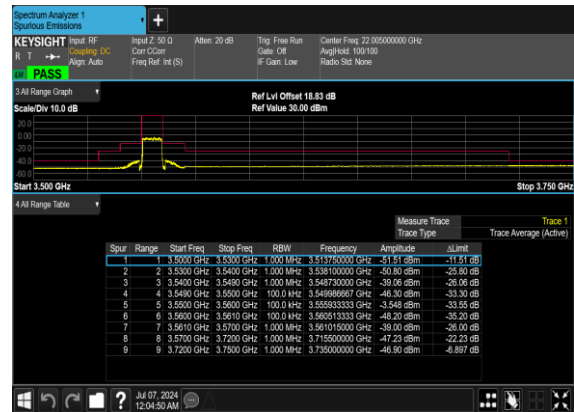 Spectrum Analyzer 1
Spurious Emissions
+
KEYSIGHT Input: RF Input Z: 50 Ω Atten: 20 dB Trig: Free Run Center Freq: 22.005000000 GHz
R T Coupling: DC Corr CCorr Gate: Off Avg|Hold: 100/100
Align: Auto Freq Ref: Int (S) IF Gain: Low Radio Std: None
PASS
3 All Range Graph
Ref Lvl Offset 18.83 dB
Scale/Div 10.0 dB Ref Value 30.00 dBm
20.0
0.00
-20.0
-40.0
-60.0
Start 3.500 GHz Stop 3.750 GHz
4 All Range Table
Measure Trace Trace 1
Trace Type Trace Average (Active)
Spur Range Start Freq Stop Freq RBW Frequency Amplitude ΔLimit
1 1 3.5000 GHz 3.5300 GHz 1.000 MHz 3.513750000 GHz -51.51 dBm -11.51 dB
2 2 3.5300 GHz 3.5400 GHz 1.000 MHz 3.538100000 GHz -50.80 dBm -25.80 dB
3 3 3.5400 GHz 3.5490 GHz 1.000 MHz 3.548730000 GHz -39.06 dBm -26.06 dB
4 4 3.5490 GHz 3.5500 GHz 100.0 kHz 3.549986667 GHz -46.30 dBm -33.30 dB
5 5 3.5500 GHz 3.5600 GHz 100.0 kHz 3.555933333 GHz -3.548 dBm -33.55 dB
6 6 3.5600 GHz 3.5610 GHz 100.0 kHz 3.560513333 GHz -48.20 dBm -35.20 dB
7 7 3.5610 GHz 3.5700 GHz 1.000 MHz 3.561015000 GHz -39.00 dBm -26.00 dB
8 8 3.5700 GHz 3.7200 GHz 1.000 MHz 3.715500000 GHz -47.23 dBm -22.23 dB
9 9 3.7200 GHz 3.7500 GHz 1.000 MHz 3.735000000 GHz -46.90 dBm -6.897 dB
? Jul 07, 2024
12:04:50 AM